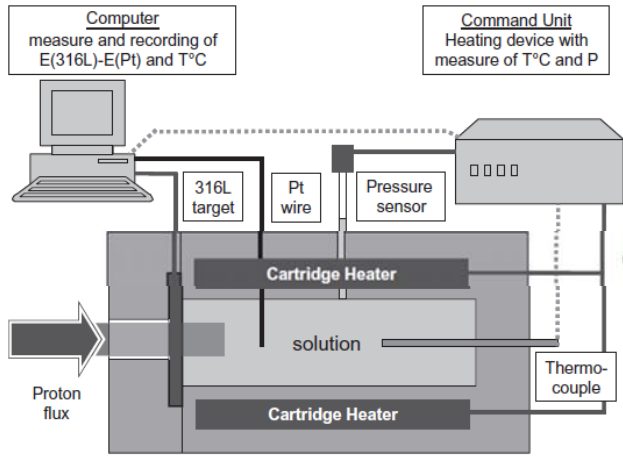 Computer
measure and recording of
E(316L)-E(Pt) and T°C
Command Unit
Heating device with
measure of T°C and P
316L
target
Pt
wire
Pressure
sensor
Cartridge Heater
solution
Proton
flux
Thermo-
couple
Cartridge Heater